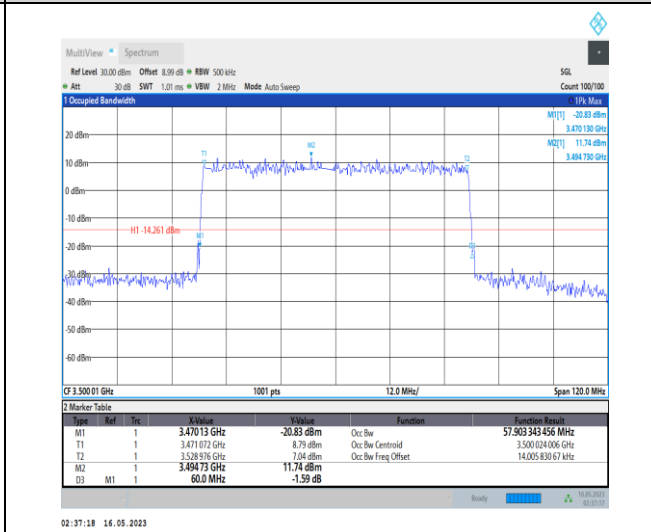 MultiView Spectrum
Ref Level 30.00 dBm Offset 8.99 dB RBW 500 kHz SGL
Att 30 dB SWT 1.01 ms VBW 2 MHz Mode Auto Sweep Count 100/100
1 Occupied Bandwidth 1Pk Max
M1[1] -20.83 dBm
3.470 130 GHz
M2[1] 11.74 dBm
3.494 730 GHz
20 dBm
M2
T1
T2
10 dBm
0 dBm
-10 dBm
H1 -14.261 dBm
M1
-20 dBm
-30 dBm
-40 dBm
-50 dBm
-60 dBm
CF 3.500 01 GHz 1001 pts 12.0 MHz/ Span 120.0 MHz
2 Marker Table
Type Ref Trc X-Value Y-Value Function Function Result
M1 1 3.470 13 GHz -20.83 dBm Occ Bw 57.903 343 456 MHz
T1 1 3.471 072 GHz 8.79 dBm Occ Bw Centroid 3.500 024 006 GHz
T2 1 3.528 976 GHz 7.04 dBm Occ Bw Freq Offset 14.005 830 67 kHz
M2 1 3.494 73 GHz 11.74 dBm
D3 M1 1 60.0 MHz -1.59 dB
Ready 16.05.2023
02:37:17
02:37:18 16.05.2023